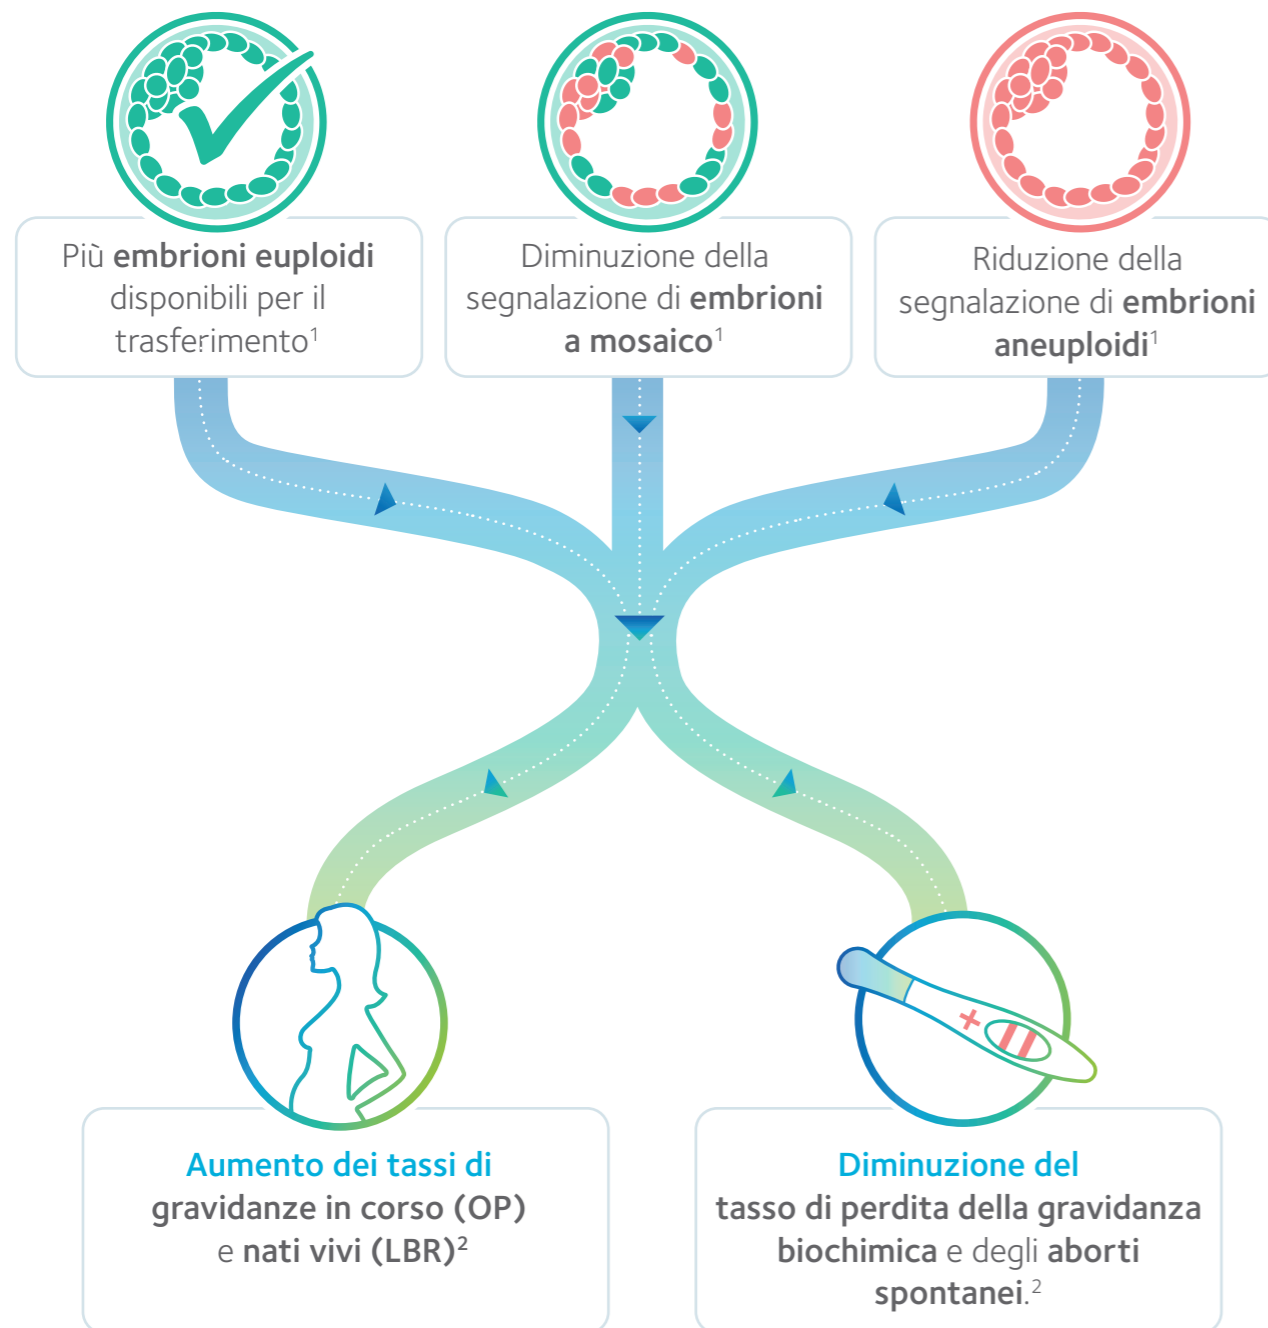 Più embrioni euploidi
disponibili per il
trasferimento¹
Diminuzione della
segnalazione di embrioni
a mosaico¹
Riduzione della
segnalazione di embrioni
aneuploidi¹
Aumento dei tassi di
gravidanze in corso (OP)
e nati vivi (LBR)²
Diminuzione del
tasso di perdita della gravidanza
biochimica e degli aborti
spontanei.²